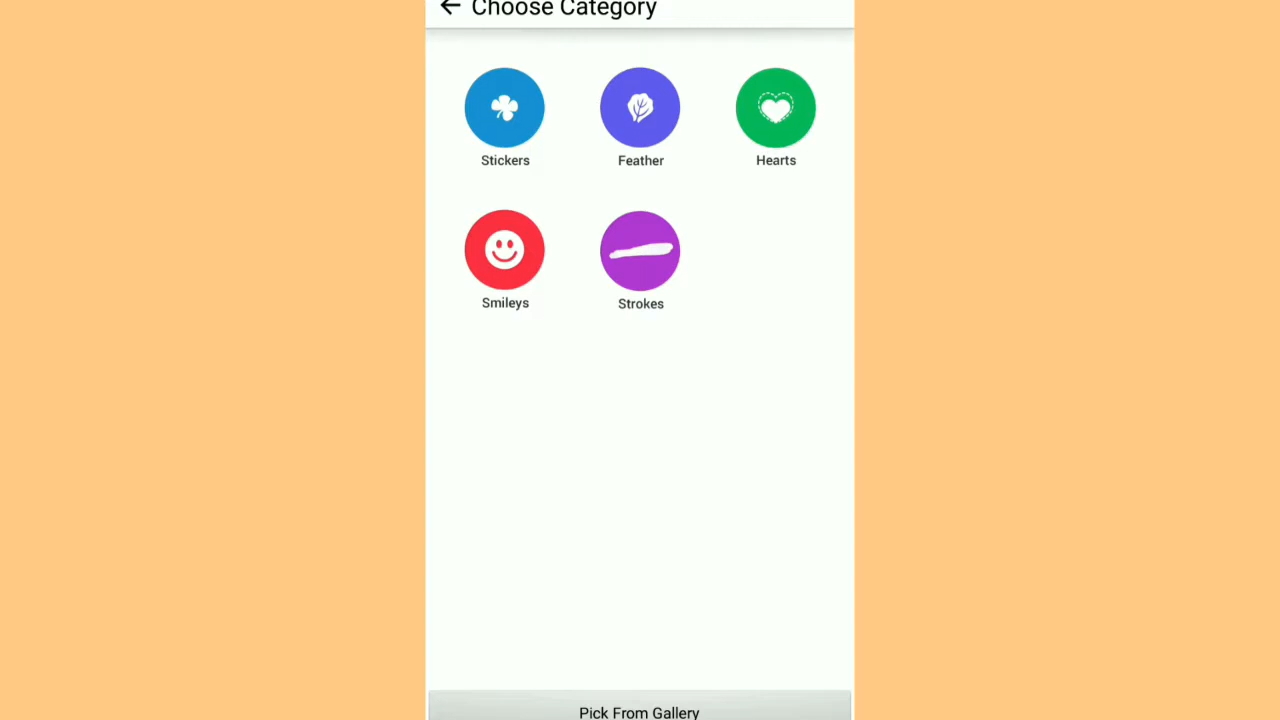 Choose Category
Stickers
Feather
Hearts
Smileys
Strokes
Pick From Gallery